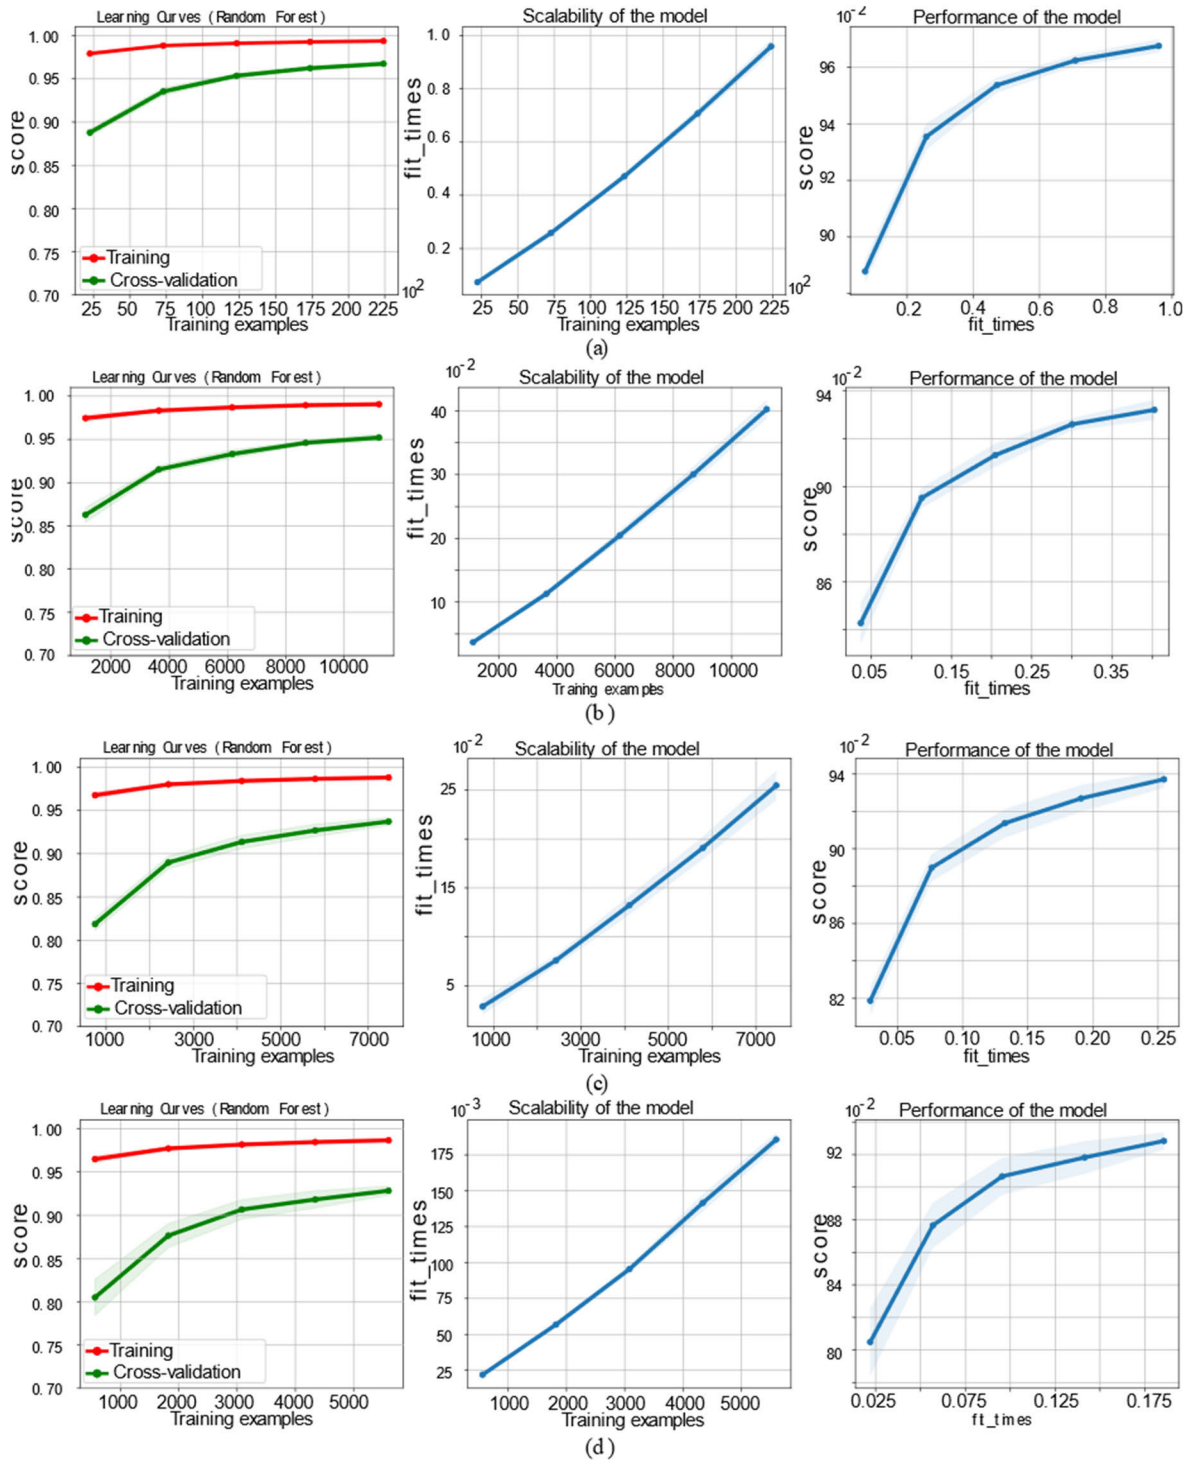 Learning Curves (Random Forest)
1.00
0.95
0.90
0.85
0.80
0.75
0.70
score
Training
Cross-validation
25 50 75 100 125 150 175 200 225
10²
Training examples
Scalability of the model
1.0
0.8
0.6
0.4
0.2
fit_times
25 50 75 100 125 150 175 200 225
10²
Training examples
10⁻²
Performance of the model
96
94
92
90
score
0.2 0.4 0.6 0.8 1.0
fit_times
(a)
Learning Curves (Random Forest)
1.00
0.95
0.90
0.85
0.80
0.75
0.70
score
Training
Cross-validation
2000 4000 6000 8000 10000
Training examples
10⁻²
Scalability of the model
40
30
20
10
fit_times
2000 4000 6000 8000 10000
Training examples
10⁻²
Performance of the model
94
90
86
score
0.05 0.15 0.25 0.35
fit_times
(b)
Learning Curves (Random Forest)
1.00
0.95
0.90
0.85
0.80
0.75
0.70
score
Training
Cross-validation
1000 3000 5000 7000
Training examples
10⁻²
Scalability of the model
25
15
5
fit_times
1000 3000 5000 7000
Training examples
10⁻²
Performance of the model
94
90
86
82
score
0.05 0.10 0.15 0.20 0.25
fit_times
(c)
Learning Curves (Random Forest)
1.00
0.95
0.90
0.85
0.80
0.75
0.70
score
Training
Cross-validation
1000 2000 3000 4000 5000
Training examples
10⁻³
Scalability of the model
175
150
125
100
75
50
25
fit_times
1000 2000 3000 4000 5000
Training examples
10⁻²
Performance of the model
92
88
84
80
score
0.025 0.075 0.125 0.175
fit_times
(d)